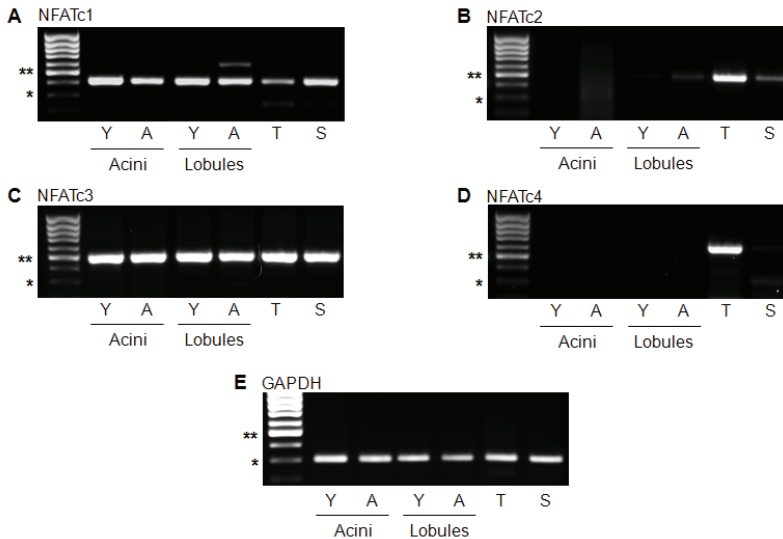 A NFATc1
**
*
Y A Y A T S
Acini Lobules
B NFATc2
**
*
Y A Y A T S
Acini Lobules
C NFATc3
**
*
Y A Y A T S
Acini Lobules
D NFATc4
**
*
Y A Y A T S
Acini Lobules
E GAPDH
**
*
Y A Y A T S
Acini Lobules